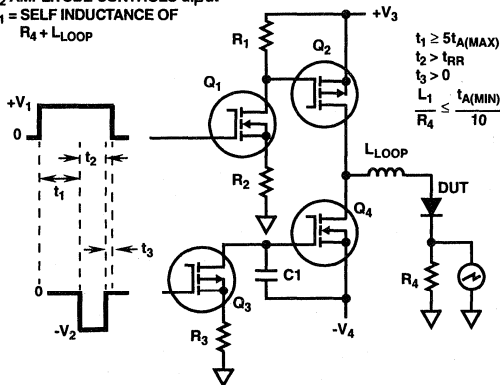 V2 AMPLITUDE CONTROLS di/dt
L1 = SELF INDUCTANCE OF
R4 + LLOOP
+V3
R1
Q2
t1 ≥ 5tA(MAX)
t2 > tRR
t3 > 0
L1/R4 ≤ tA(MIN)/10
Q1
+V1
0
t2
t1
t3
R2
LLOOP
DUT
Q4
C1
R4
0
-V2
Q3
R3
-V4